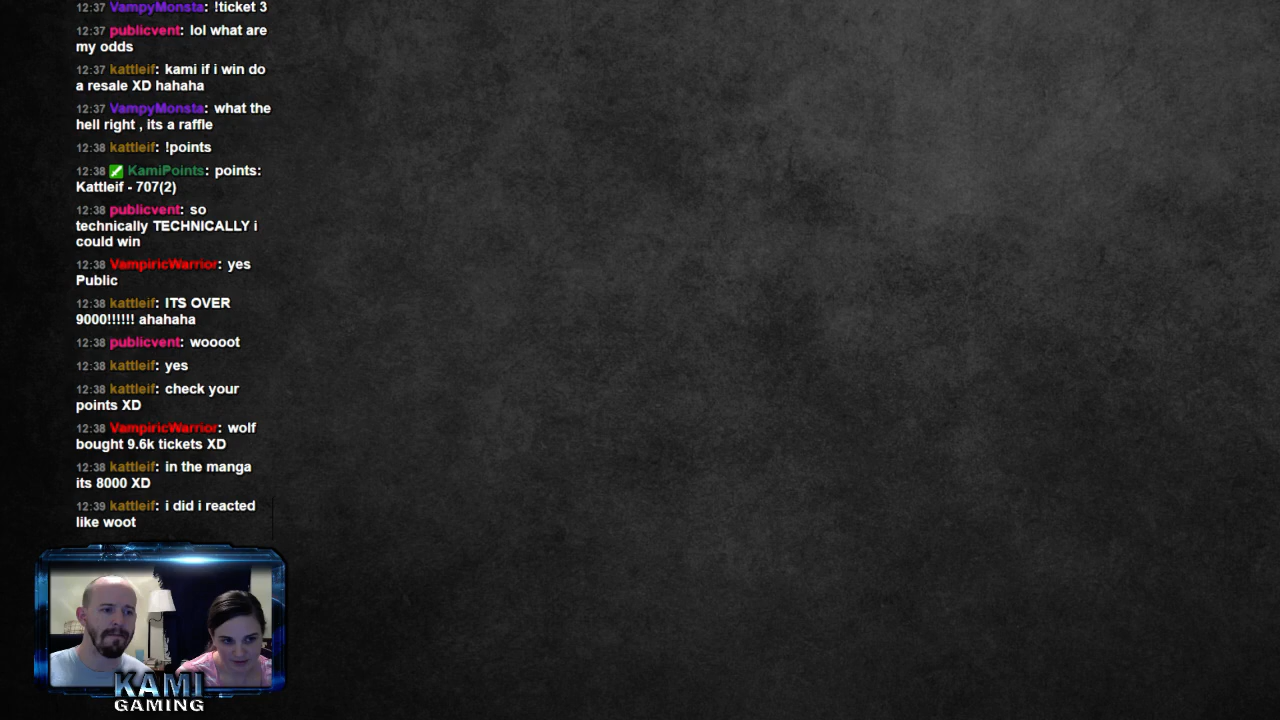 12:37 VampyMonsta: !ticket 3
12:37 publicvent: lol what are
my odds
12:37 kattleif: kami if i win do
a resale XD hahaha
12:37 VampyMonsta: what the
hell right , its a raffle
12:38 kattleif: !points
12:38 KamiPoints: points:
Kattleif - 707(2)
12:38 publicvent: so
technically TECHNICALLY i
could win
12:38 VampiricWarrior: yes
Public
12:38 kattleif: ITS OVER
9000!!!!!! ahahaha
12:38 publicvent: woooot
12:38 kattleif: yes
12:38 kattleif: check your
points XD
12:38 VampiricWarrior: wolf
bought 9.6k tickets XD
12:38 kattleif: in the manga
its 8000 XD
12:39 kattleif: i did i reacted
like woot
KAMI
GAMING